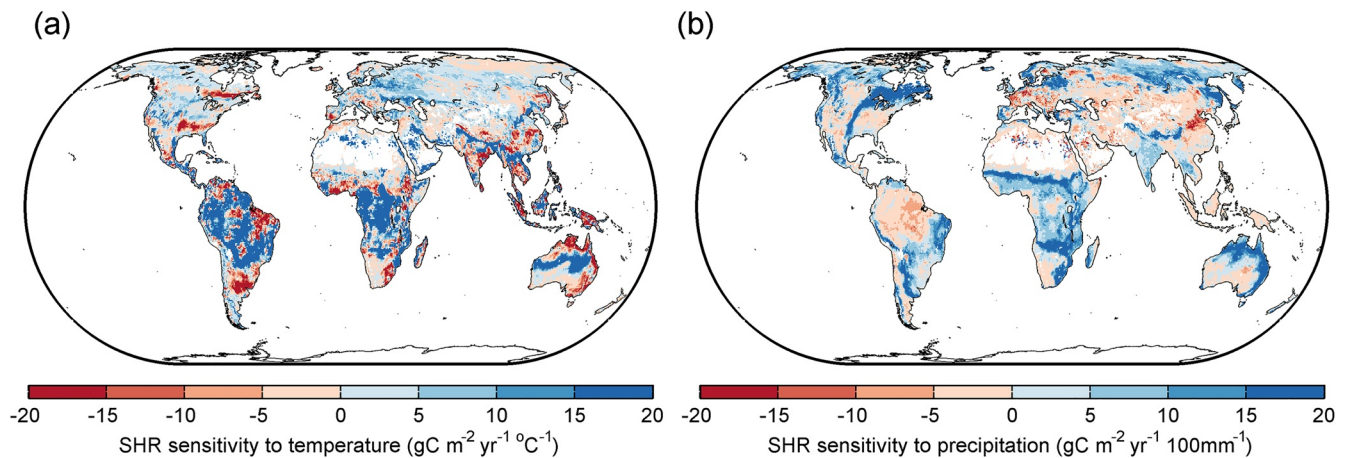 (a)
(b)
-20 -15 -10 -5 0 5 10 15 20
-20 -15 -10 -5 0 5 10 15 20
SHR sensitivity to temperature (gC m⁻² yr⁻¹ ᵒC⁻¹)
SHR sensitivity to precipitation (gC m⁻² yr⁻¹ 100mm⁻¹)